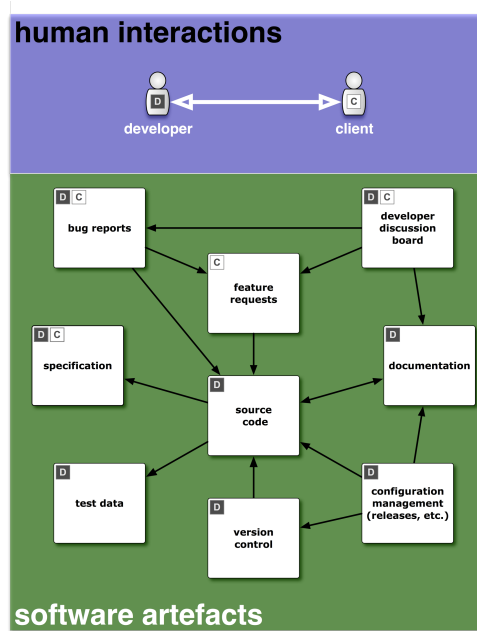 human interactions
D
C
developer
client
D C
bug reports
D C
developer
discussion
board
C
feature
requests
D C
specification
D
documentation
D
source
code
D
test data
D
configuration
management
(releases, etc.)
D
version
control
software artefacts